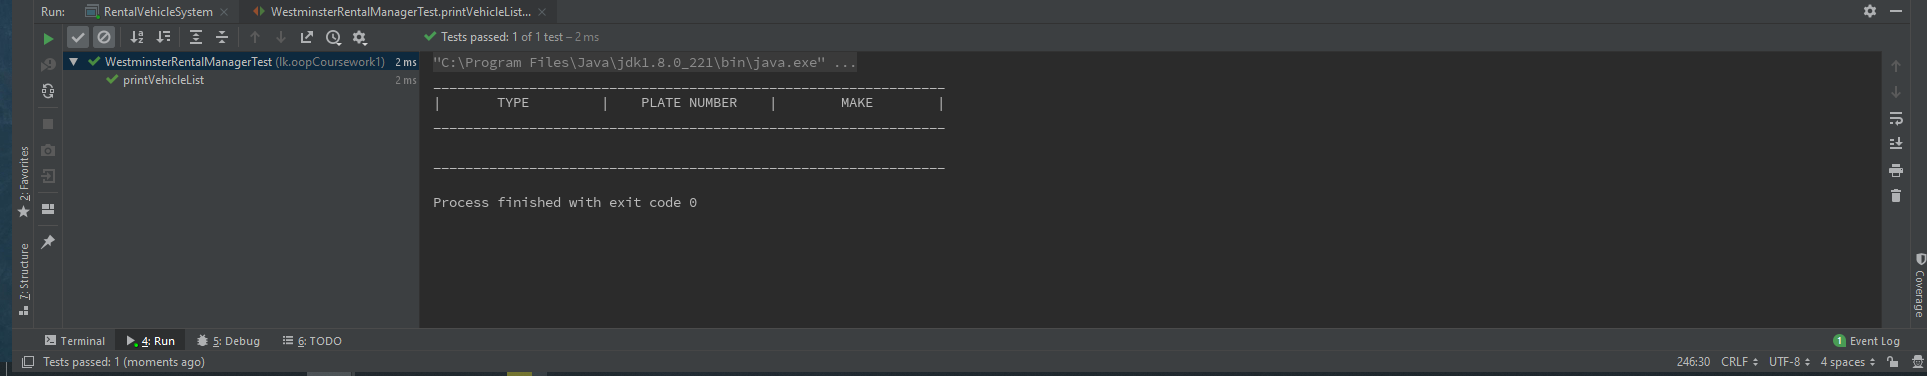 Run: RentalVehicleSystem × WestminsterRentalManagerTest.printVehicleList... ×
Tests passed: 1 of 1 test – 2 ms
WestminsterRentalManagerTest (lk.oopCoursework1) 2 ms
printVehicleList 2 ms
"C:\Program Files\Java\jdk1.8.0_221\bin\java.exe" ...
----------------------------------------------------------------
| TYPE | PLATE NUMBER | MAKE |
----------------------------------------------------------------
----------------------------------------------------------------
Process finished with exit code 0
2: Favorites
7: Structure
Coverage
Terminal 4: Run 5: Debug 6: TODO 1 Event Log
Tests passed: 1 (moments ago) 246:30 CRLF UTF-8 4 spaces